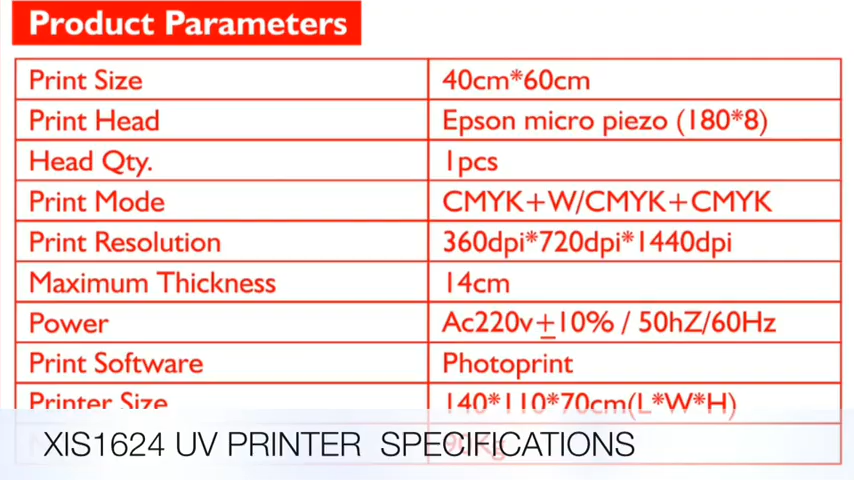 Product Parameters
Print Size 40cm*60cm
Print Head Epson micro piezo (180*8)
Head Qty. 1pcs
Print Mode CMYK+W/CMYK+CMYK
Print Resolution 360dpi*720dpi*1440dpi
Maximum Thickness 14cm
Power Ac220v±10% / 50hZ/60Hz
Print Software Photoprint
Printer Size 140*110*70cm(L*W*H)
90Kg
XIS1624 UV PRINTER SPECIFICATIONS